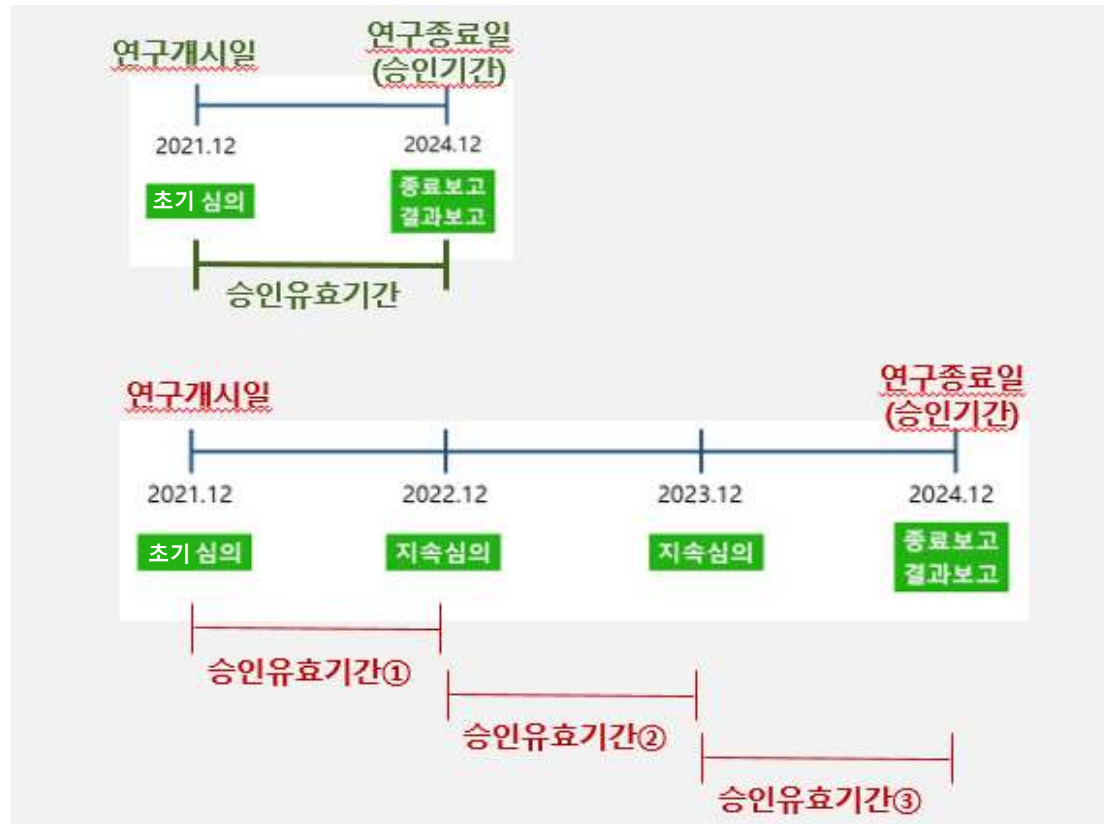 연구개시일
연구종료일
(승인기간)
2021.12
2024.12
초기 심의
종료보고
결과보고
승인유효기간
연구개시일
연구종료일
(승인기간)
2021.12
2022.12
2023.12
2024.12
초기 심의
지속심의
지속심의
종료보고
결과보고
승인유효기간①
승인유효기간②
승인유효기간③